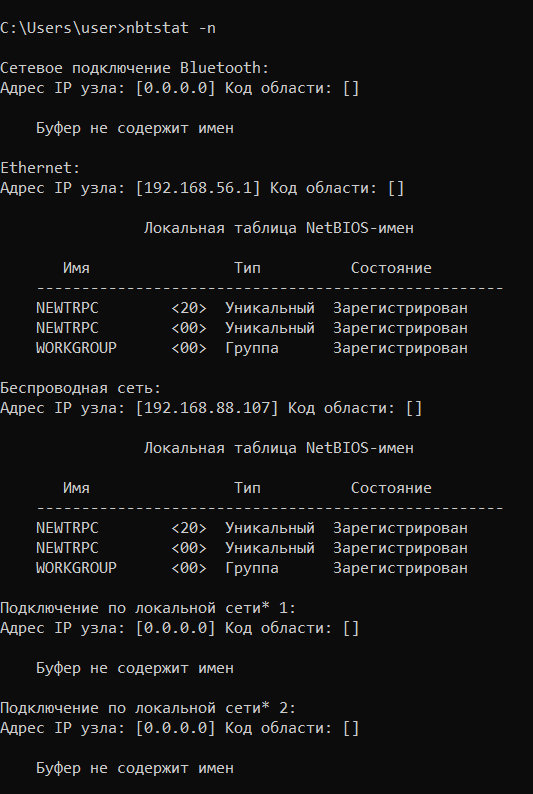 C:\Users\user>nbtstat -n
Сетевое подключение Bluetooth:
Адрес IP узла: [0.0.0.0] Код области: []
Буфер не содержит имен
Ethernet:
Адрес IP узла: [192.168.56.1] Код области: []
Локальная таблица NetBIOS-имен
Имя Тип Состояние
----------------------------------------------------
NEWTRPC <20> Уникальный Зарегистрирован
NEWTRPC <00> Уникальный Зарегистрирован
WORKGROUP <00> Группа Зарегистрирован
Беспроводная сеть:
Адрес IP узла: [192.168.88.107] Код области: []
Локальная таблица NetBIOS-имен
Имя Тип Состояние
----------------------------------------------------
NEWTRPC <20> Уникальный Зарегистрирован
NEWTRPC <00> Уникальный Зарегистрирован
WORKGROUP <00> Группа Зарегистрирован
Подключение по локальной сети* 1:
Адрес IP узла: [0.0.0.0] Код области: []
Буфер не содержит имен
Подключение по локальной сети* 2:
Адрес IP узла: [0.0.0.0] Код области: []
Буфер не содержит имен